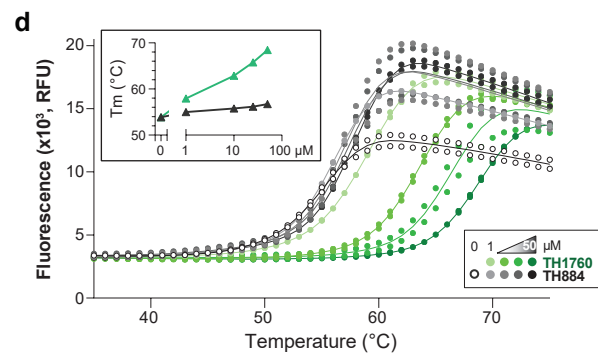 d
Fluorescence (x10³, RFU)
20
15
10
5
0
40
50
60
70
Temperature (°C)
Tm (°C)
70
60
50
0
1
10
100 μM
0 1 50 μM
TH1760
TH884